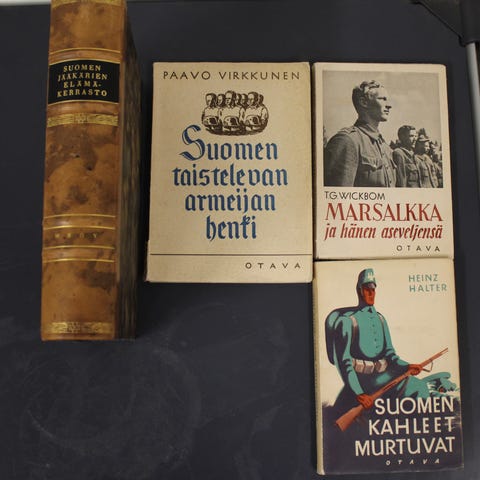 SUOMEN
JÄÄKÄRIEN
ELÄMÄ-
KERRASTO
PAAVO VIRKKUNEN
Suomen
taistelevan
armeijan
henki
OTAVA
T.G. WICKBOM
MARSALKKA
ja hänen aseveljensä
OTAVA
HEINZ
HALTER
SUOMEN
KAHLEET
MURTUVAT
OTAVA